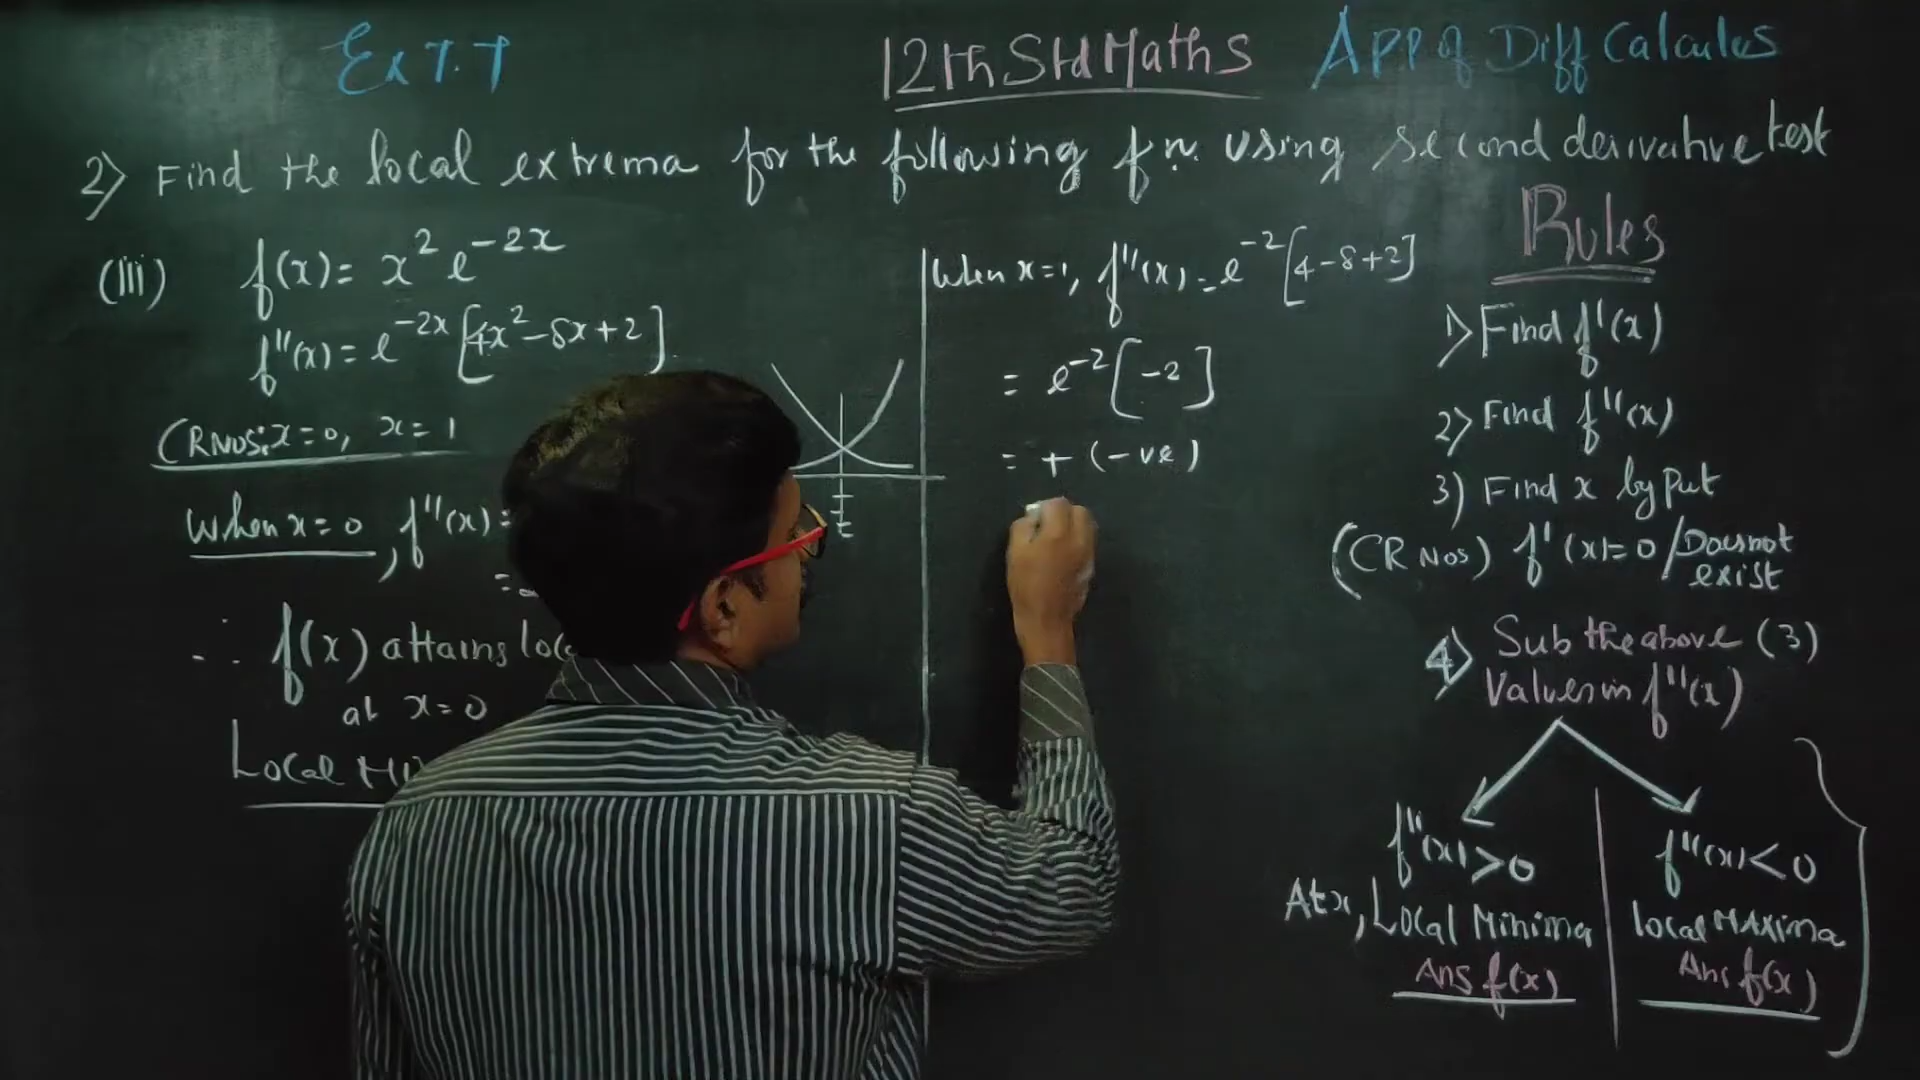 Ex 7.7
12th Std Maths
App of Diff Calculus
2) Find the local extrema for the following fn. using second derivative test
(iii) f(x) = x² e^-2x
f''(x) = e^-2x [4x² - 8x + 2]
CR NOS: x = 0, x = 1
When x = 0, f''(x) =
=
∴ f(x) attains
at x = 0
Local
When x = 1, f''(x) = e^-2 [4 - 8 + 2]
= e^-2 [-2]
= + (-ve)
Rules
1) Find f'(x)
2) Find f''(x)
3) Find x by Put
(CR Nos) f'(x) = 0 / Does not exist
4) Sub the above (3)
Values in f''(x)
f''(x) > 0
At x, Local Minima
Ans f(x)
f''(x) < 0
Local MAXima
Ans f(x)